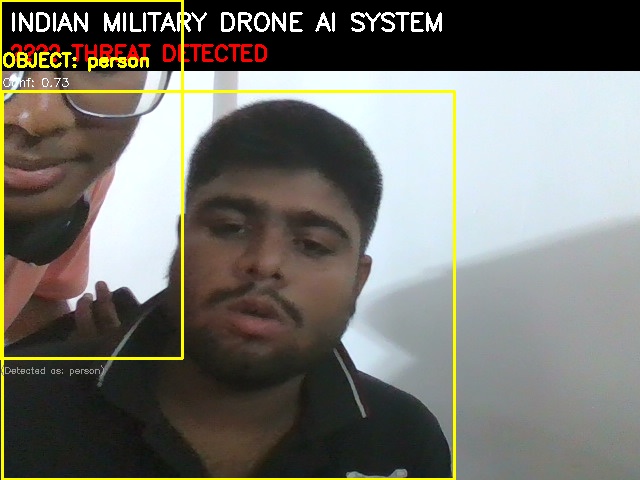 INDIAN MILITARY DRONE AI SYSTEM
???? THREAT DETECTED
OBJECT: person
Conf: 0.73
(Detected as: person)